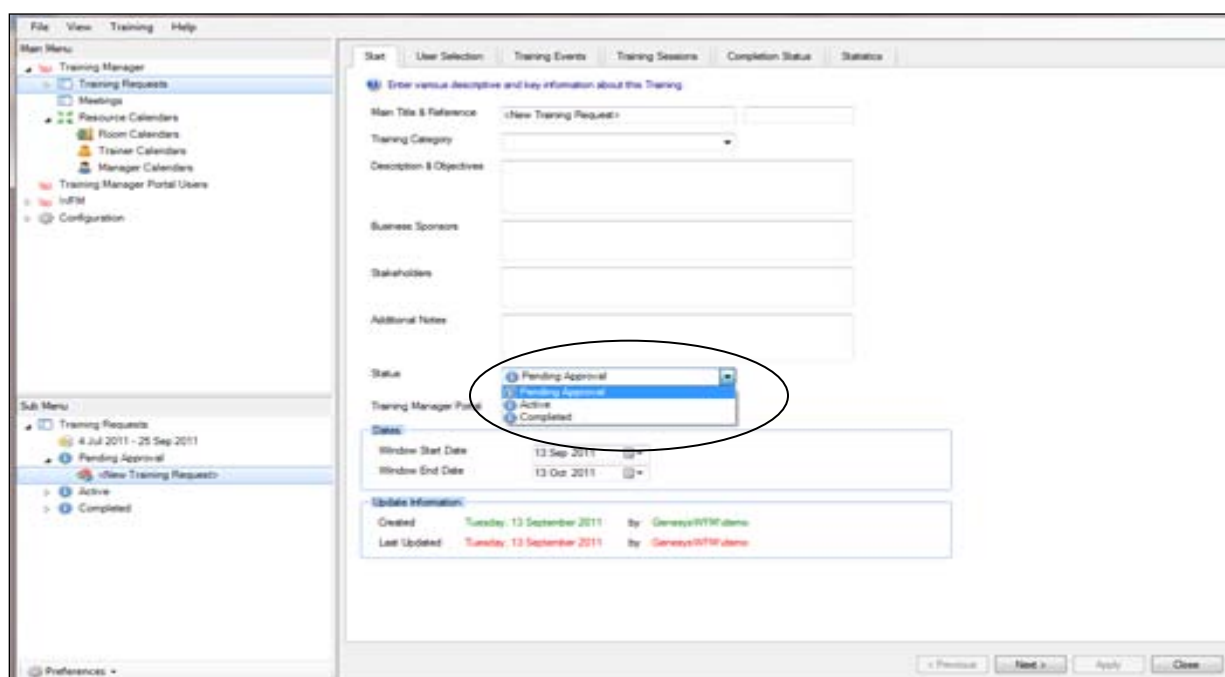 File View Training Help
Main Menu
Training Manager
Training Requests
Meetings
Resource Calendars
Room Calendars
Trainer Calendars
Manager Calendars
Training Manager Portal Users
WFM
Configuration
Sub Menu
Training Requests
4 Jul 2011 - 25 Sep 2011
Pending Approval
<New Training Request>
Active
Completed
Preferences
Start User Selection Training Events Training Sessions Completion Status Statistics
Enter various descriptive and key information about this Training
Main Title & Reference <New Training Request>
Training Category
Description & Objectives
Business Sponsors
Stakeholders
Additional Notes
Status Pending Approval
Pending Approval
Active
Completed
Training Manager Portal
Dates
Window Start Date 13 Sep 2011
Window End Date 13 Oct 2011
Update Information
Created Tuesday, 13 September 2011 by GenesysWFM\demo
Last Updated Tuesday, 13 September 2011 by GenesysWFM\demo
< Previous Next > Apply Close